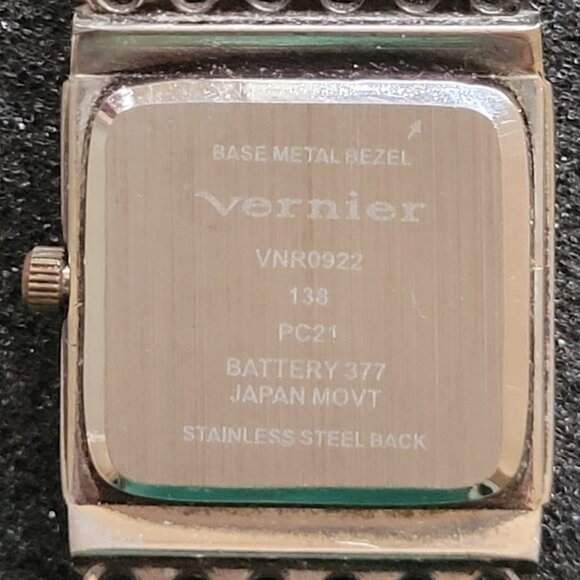 BASE METAL BEZEL
vernier
VNR0922
138
PC21
BATTERY 377
JAPAN MOVT
STAINLESS STEEL BACK